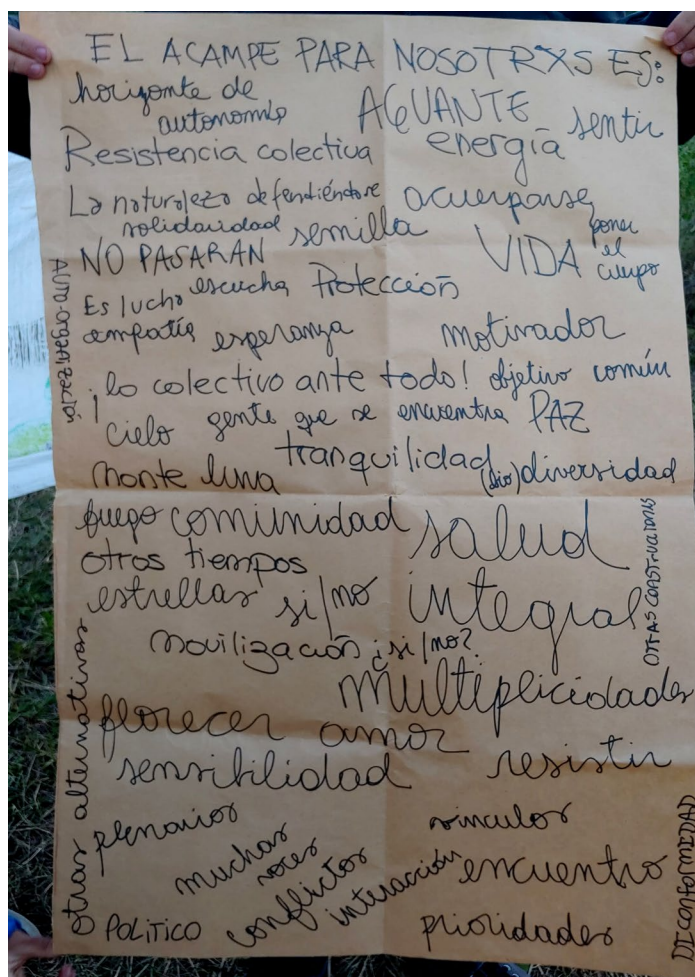 EL ACAMPE PARA NOSOTRXS ES:
horizonte de
autonomía
AGUANTE
sentir
Resistencia colectiva
energía
La naturaleza defendiéndose
acuerparse
solidaridad
semilla
poner
el
cuerpo
NO PASARAN
VIDA
escucha
Protección
AUTO-ORGANIZACIÓN
Es lucha
empatía
esperanza
motivador
¡lo colectivo ante todo!
objetivo común
cielo
gente que se encuentra
PAZ
tranquilidad
(bio)diversidad
monte luna
fuego
comunidad
salud
otros tiempos
estrellas
si/no
integral
OTRAS CONSTRUCCIONES
movilización ¿si/no?
multiplicidades
florecer
amor
sensibilidad
resistir
otras alternativas
plenarios
vinculos
muchas
voces
conflictos
interacción
encuentro
POLÍTICO
prioridades
DISCONFORMIDAD